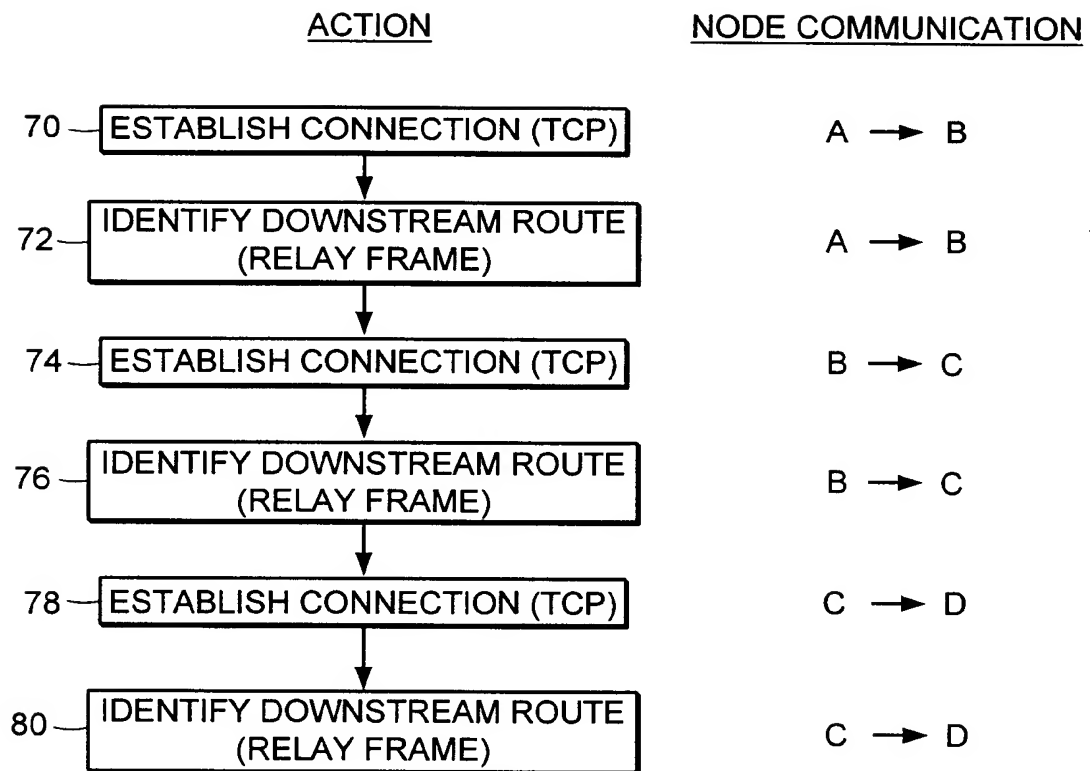 ACTION NODE COMMUNICATION
70 ESTABLISH CONNECTION (TCP) A → B
IDENTIFY DOWNSTREAM ROUTE
72 (RELAY FRAME) A → B
74 ESTABLISH CONNECTION (TCP) B → C
IDENTIFY DOWNSTREAM ROUTE
76 (RELAY FRAME) B → C
78 ESTABLISH CONNECTION (TCP) C → D
IDENTIFY DOWNSTREAM ROUTE
80 (RELAY FRAME) C → D